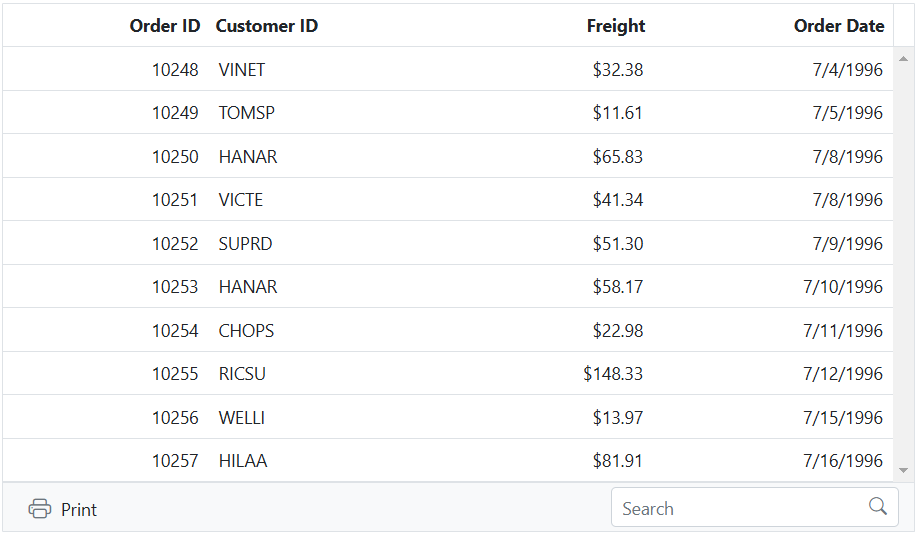 Order ID Customer ID Freight Order Date
10248 VINET $32.38 7/4/1996
10249 TOMSP $11.61 7/5/1996
10250 HANAR $65.83 7/8/1996
10251 VICTE $41.34 7/8/1996
10252 SUPRD $51.30 7/9/1996
10253 HANAR $58.17 7/10/1996
10254 CHOPS $22.98 7/11/1996
10255 RICSU $148.33 7/12/1996
10256 WELLI $13.97 7/15/1996
10257 HILAA $81.91 7/16/1996
Print Search